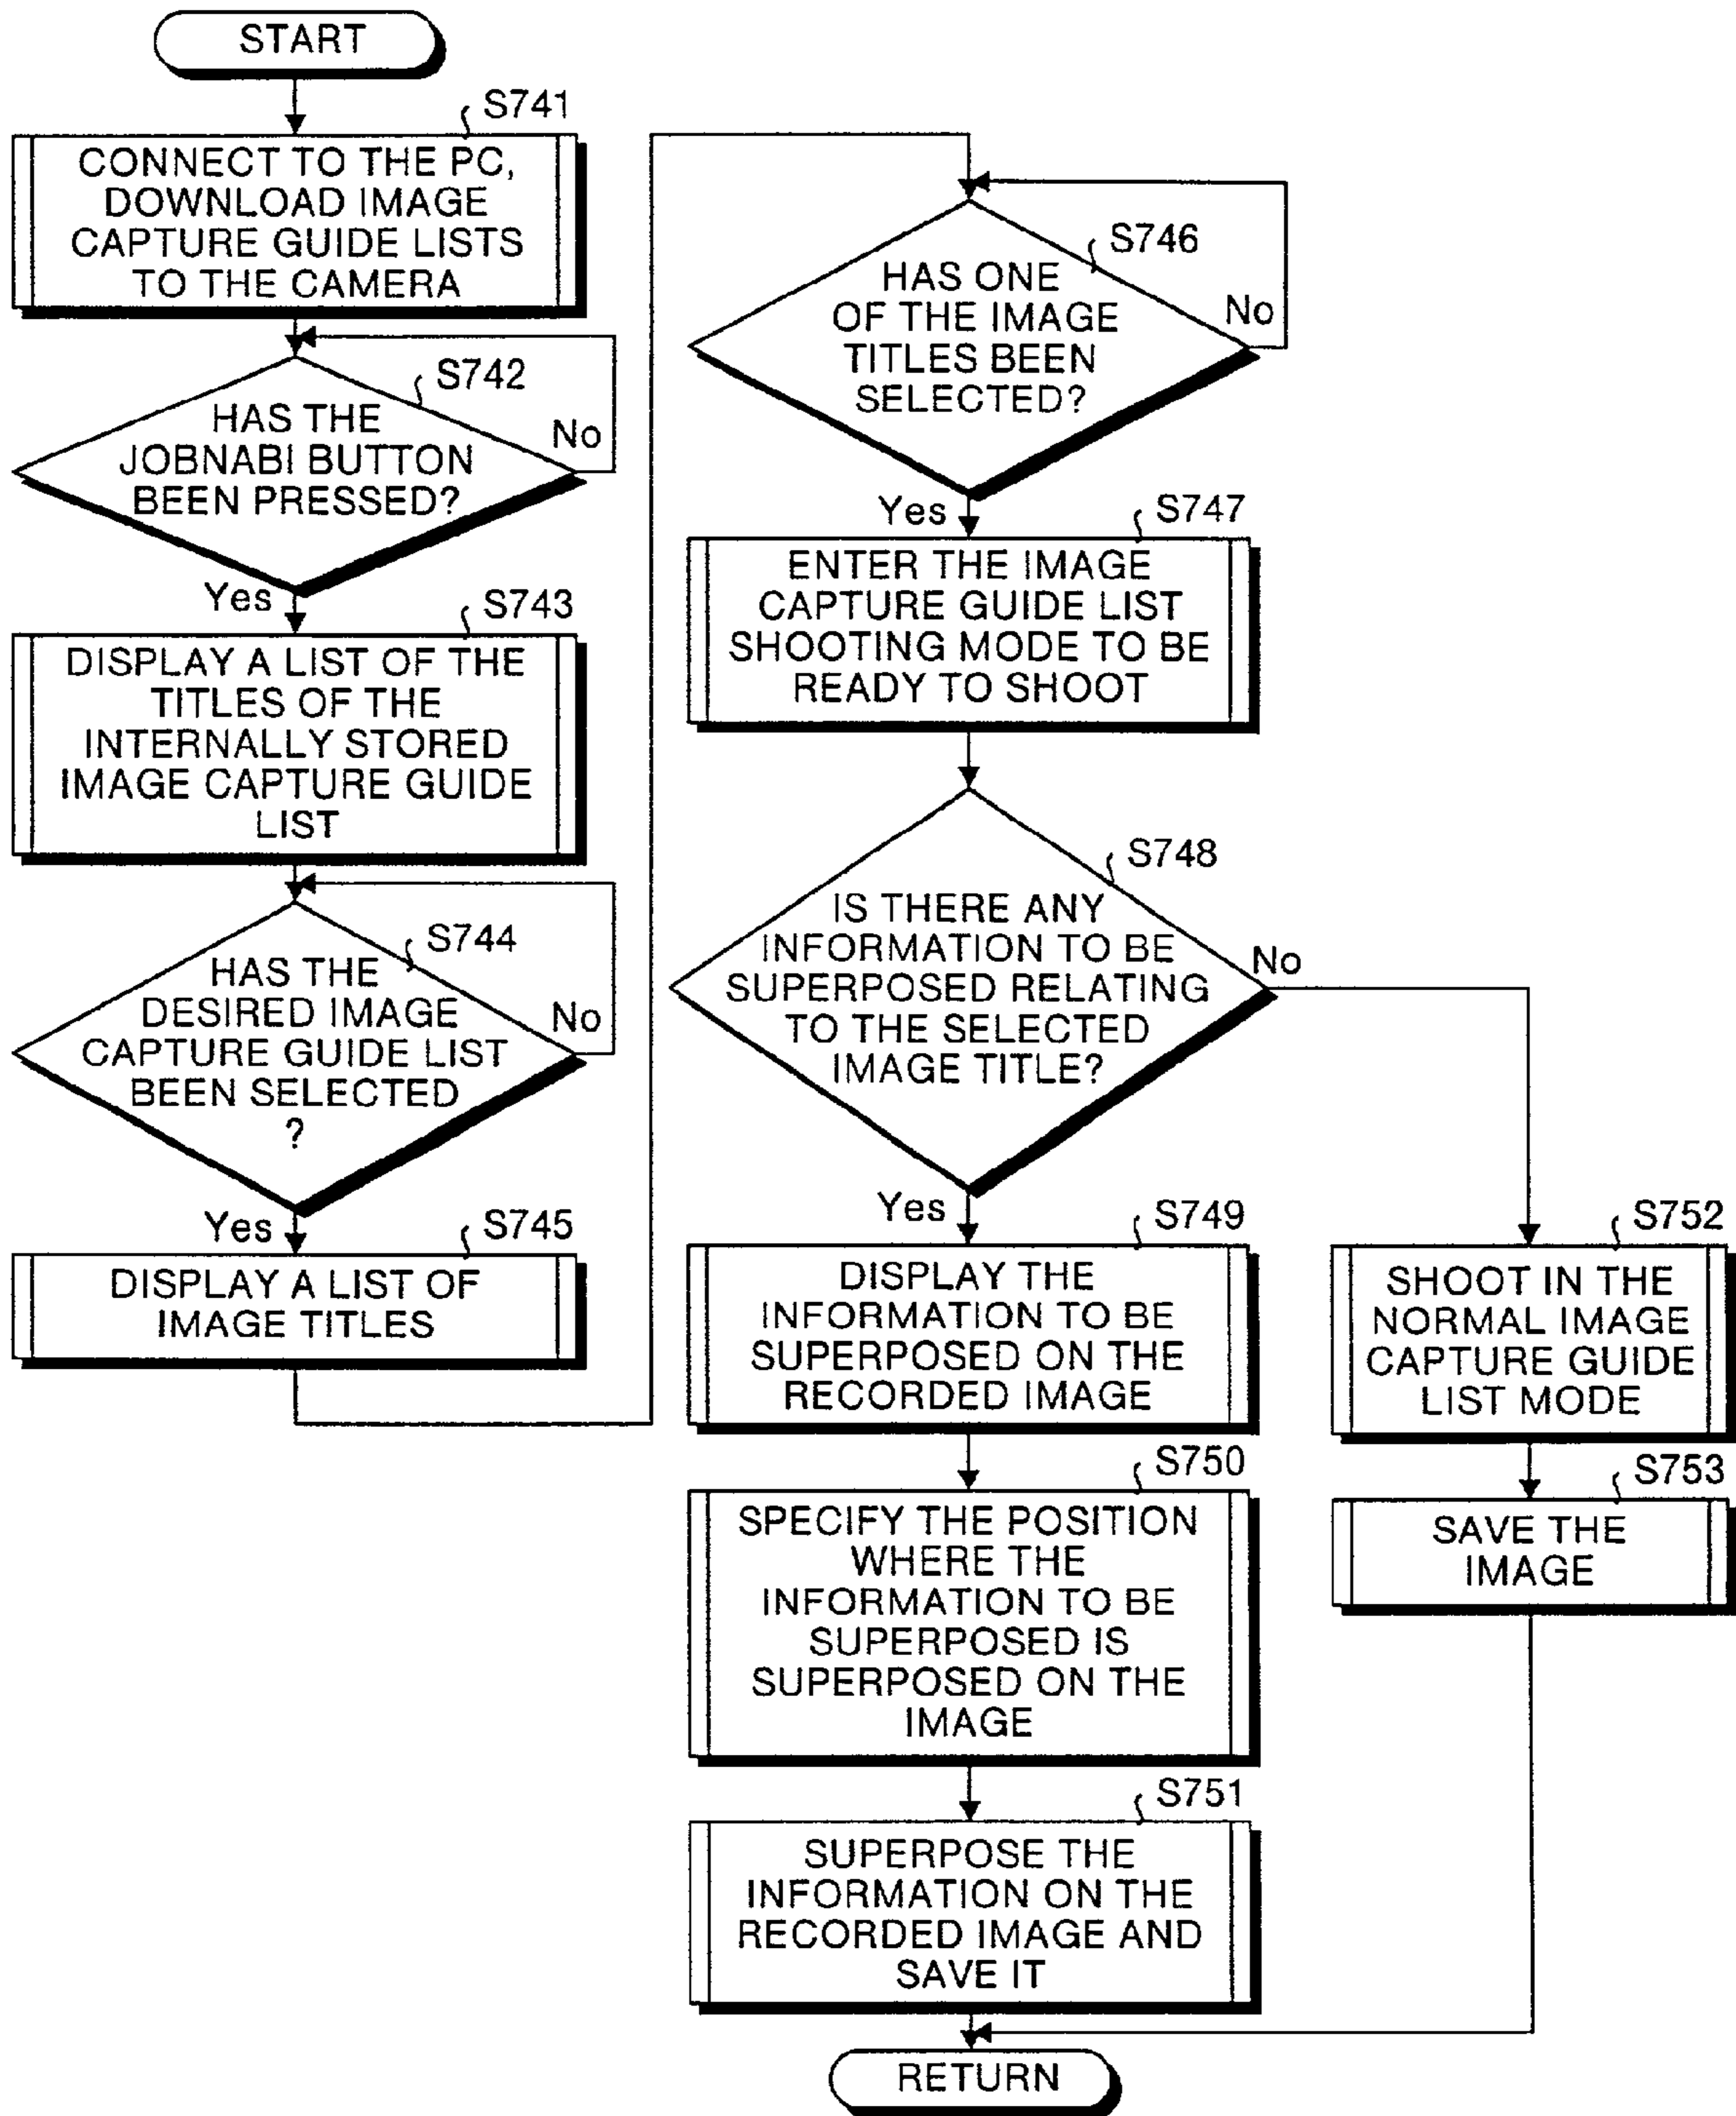 START
S741
CONNECT TO THE PC,
DOWNLOAD IMAGE
CAPTURE GUIDE LISTS
TO THE CAMERA
S742
HAS THE
JOBNABI BUTTON
BEEN PRESSED?
No
Yes
S743
DISPLAY A LIST OF THE
TITLES OF THE
INTERNALLY STORED
IMAGE CAPTURE GUIDE
LIST
S744
HAS THE
DESIRED IMAGE
CAPTURE GUIDE LIST
BEEN SELECTED
?
No
Yes
S745
DISPLAY A LIST OF
IMAGE TITLES
S746
HAS ONE
OF THE IMAGE
TITLES BEEN
SELECTED?
No
Yes
S747
ENTER THE IMAGE
CAPTURE GUIDE LIST
SHOOTING MODE TO BE
READY TO SHOOT
S748
IS THERE ANY
INFORMATION TO BE
SUPERPOSED RELATING
TO THE SELECTED
IMAGE TITLE?
No
Yes
S749
DISPLAY THE
INFORMATION TO BE
SUPERPOSED ON THE
RECORDED IMAGE
S750
SPECIFY THE POSITION
WHERE THE
INFORMATION TO BE
SUPERPOSED IS
SUPERPOSED ON THE
IMAGE
S751
SUPERPOSE THE
INFORMATION ON THE
RECORDED IMAGE AND
SAVE IT
S752
SHOOT IN THE
NORMAL IMAGE
CAPTURE GUIDE
LIST MODE
S753
SAVE THE
IMAGE
RETURN